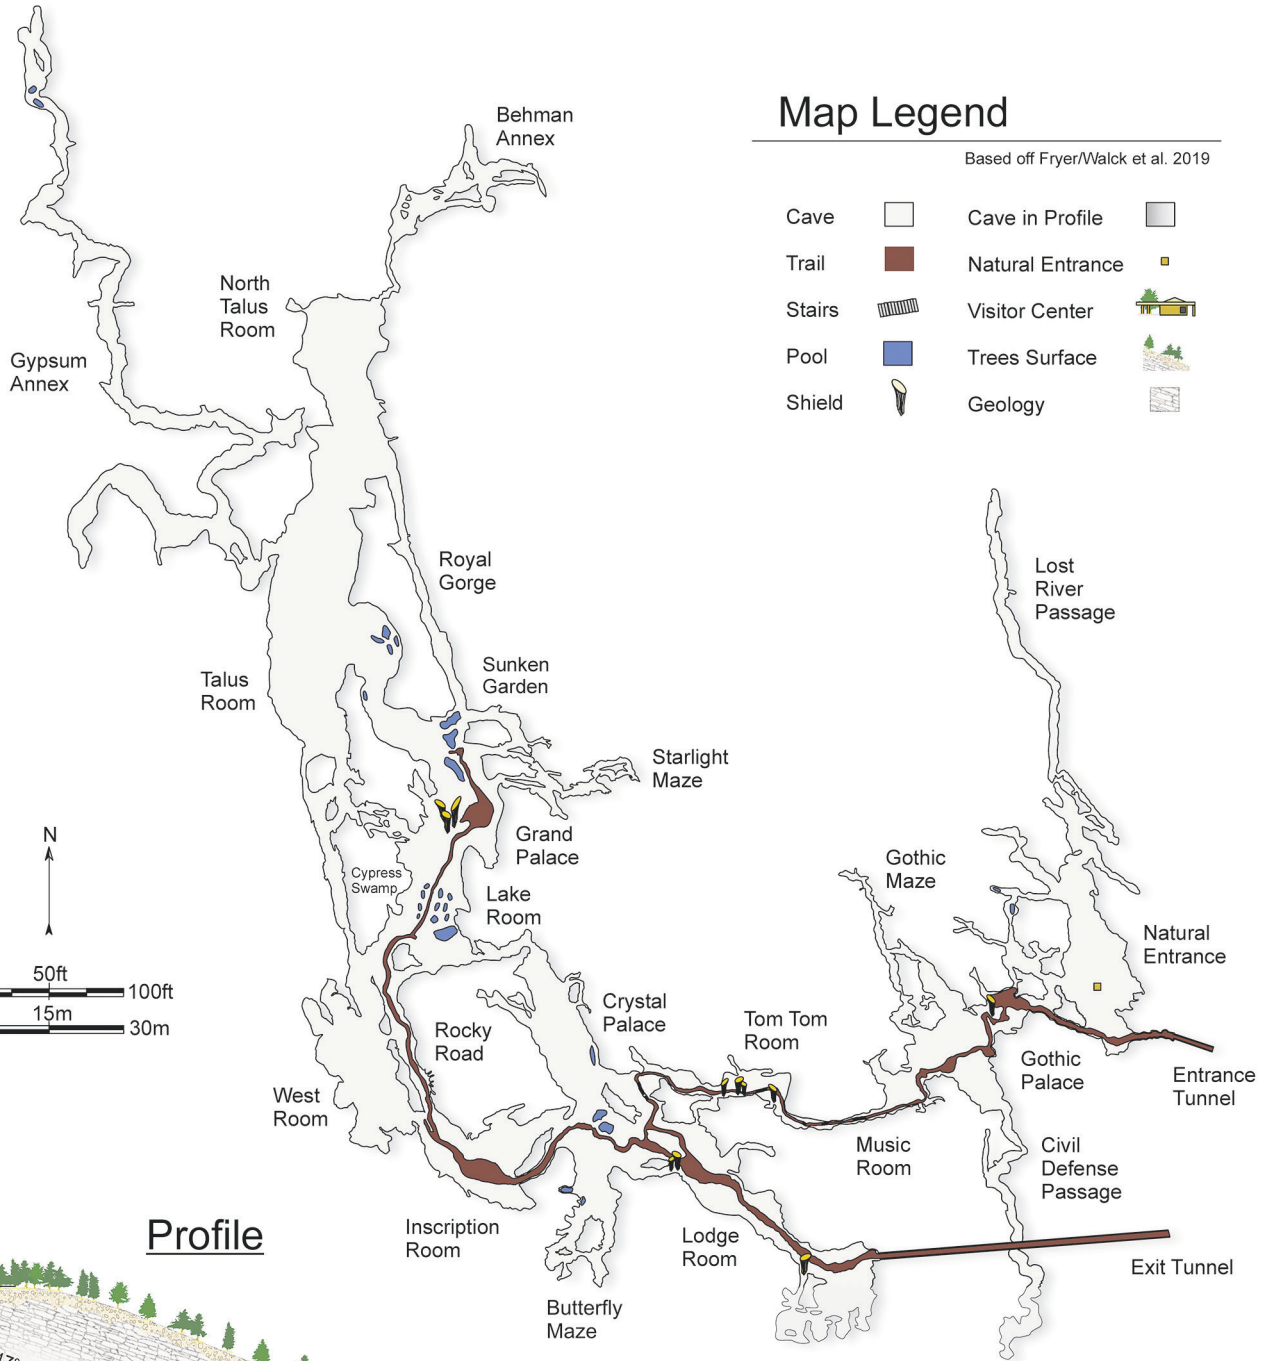 Behman
Annex
Map Legend
Based off Fryer/Walck et al. 2019
Cave
Cave in Profile
Trail
Natural Entrance
Stairs
Visitor Center
Pool
Trees Surface
Shield
Geology
North
Talus
Room
Gypsum
Annex
Royal
Gorge
Lost
River
Passage
Sunken
Garden
Talus
Room
Starlight
Maze
N
Grand
Palace
Cypress
Swamp
Gothic
Maze
Lake
Room
Natural
Entrance
50ft
100ft
15m
30m
Crystal
Palace
Tom Tom
Room
Rocky
Road
Gothic
Palace
Entrance
Tunnel
West
Room
Music
Room
Civil
Defense
Passage
Profile
Inscription
Room
Lodge
Room
Exit Tunnel
Butterfly
Maze